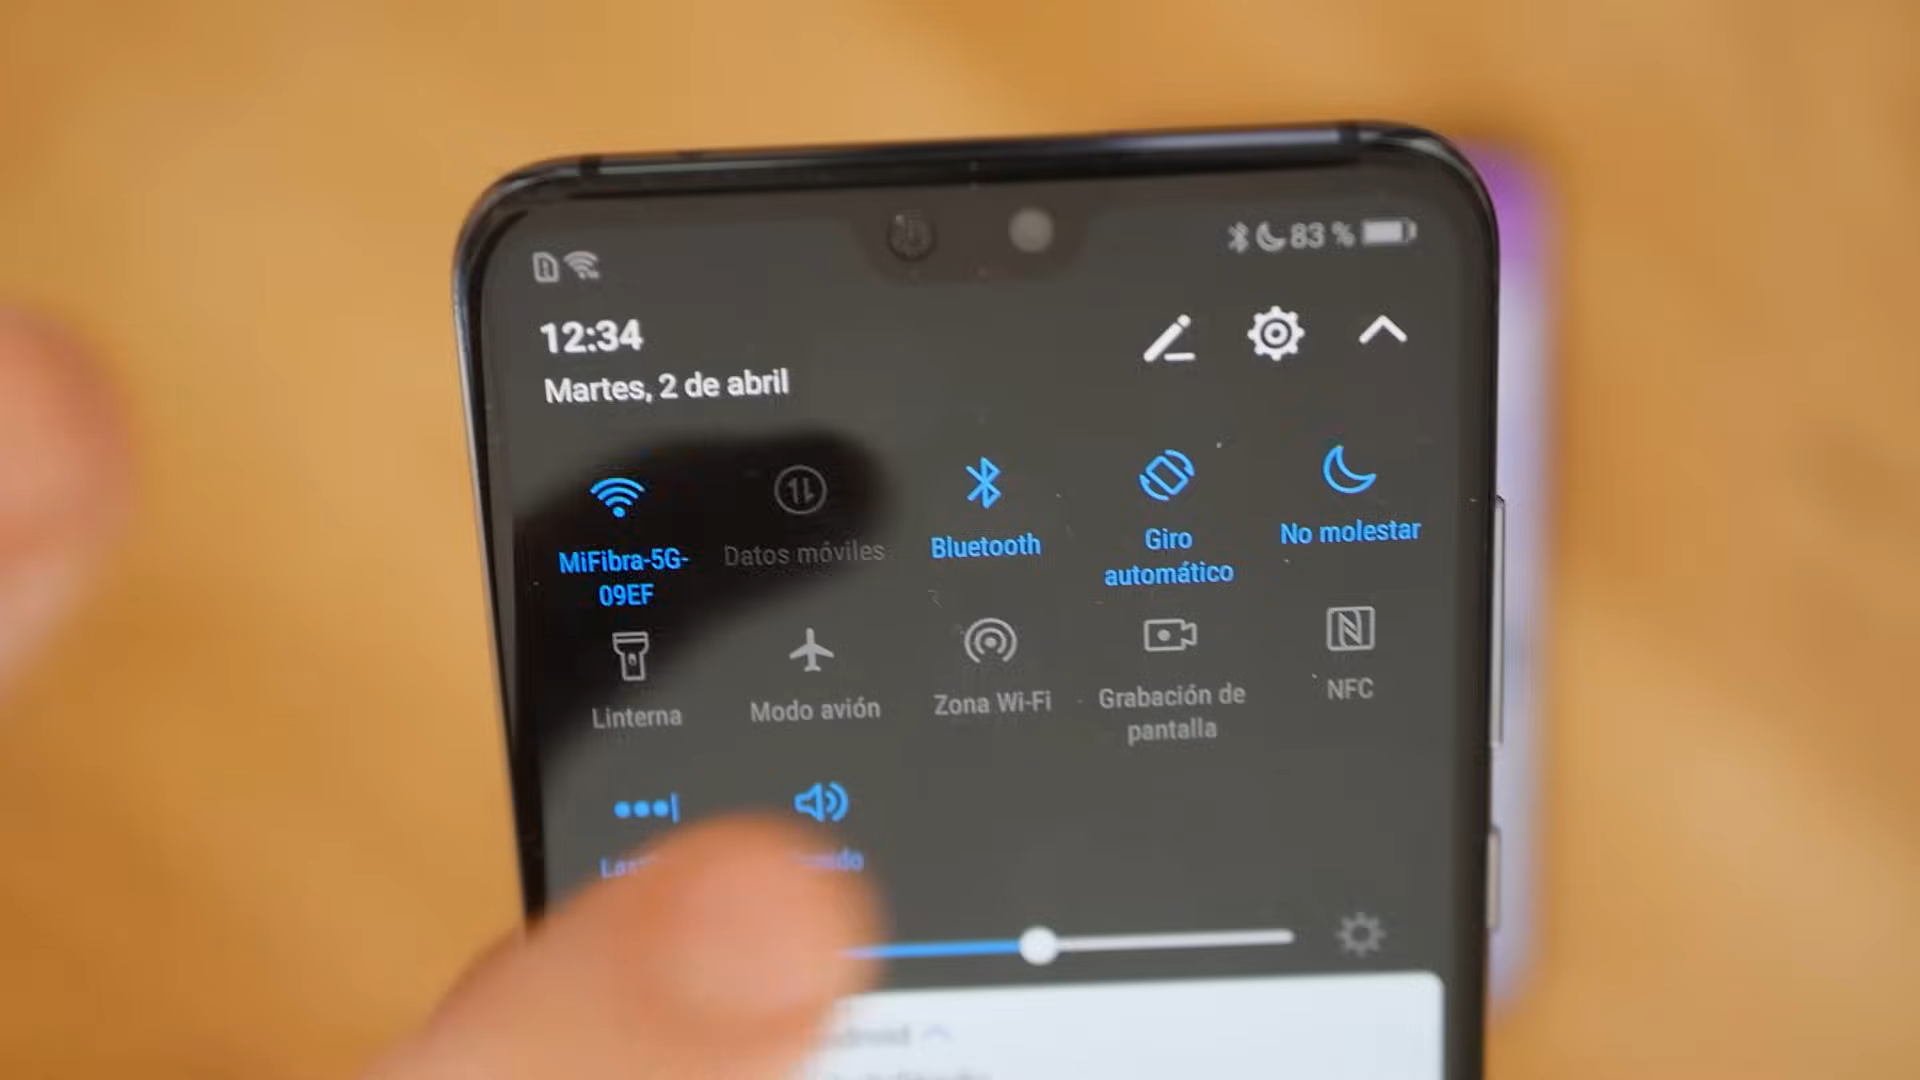 83 %
12:34
Martes, 2 de abril
MiFibra-5G-
09EF
Datos móviles
Bluetooth
Giro
automático
No molestar
Linterna
Modo avión
Zona Wi-Fi
Grabación de
pantalla
NFC